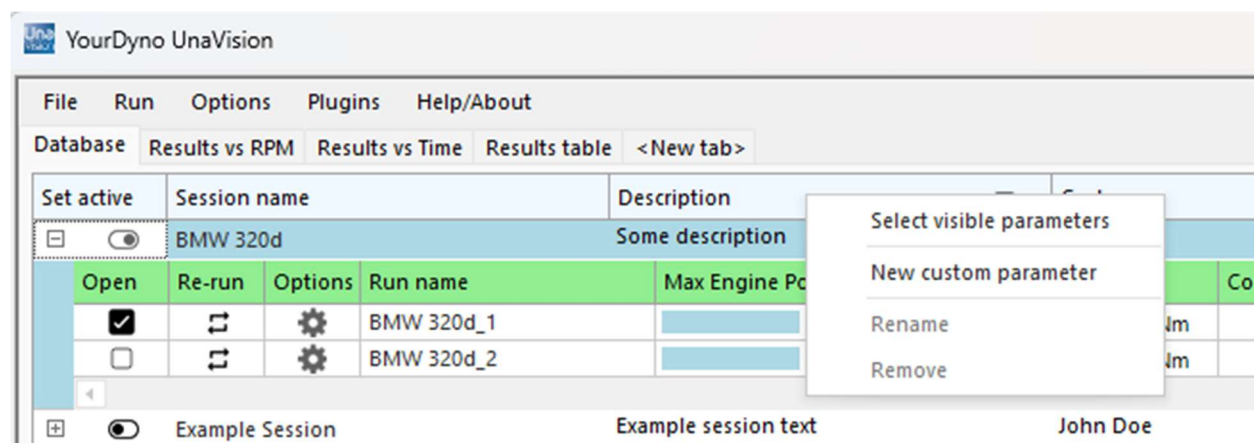 YourDyno UnaVision
File Run Options Plugins Help/About
Database Results vs RPM Results vs Time Results table <New tab>
Set active Session name Description
BMW 320d Some description
Open Re-run Options Run name Max Engine
BMW 320d_1
BMW 320d_2
Select visible parameters
New custom parameter
Rename
Remove
Example Session Example session text John Doe